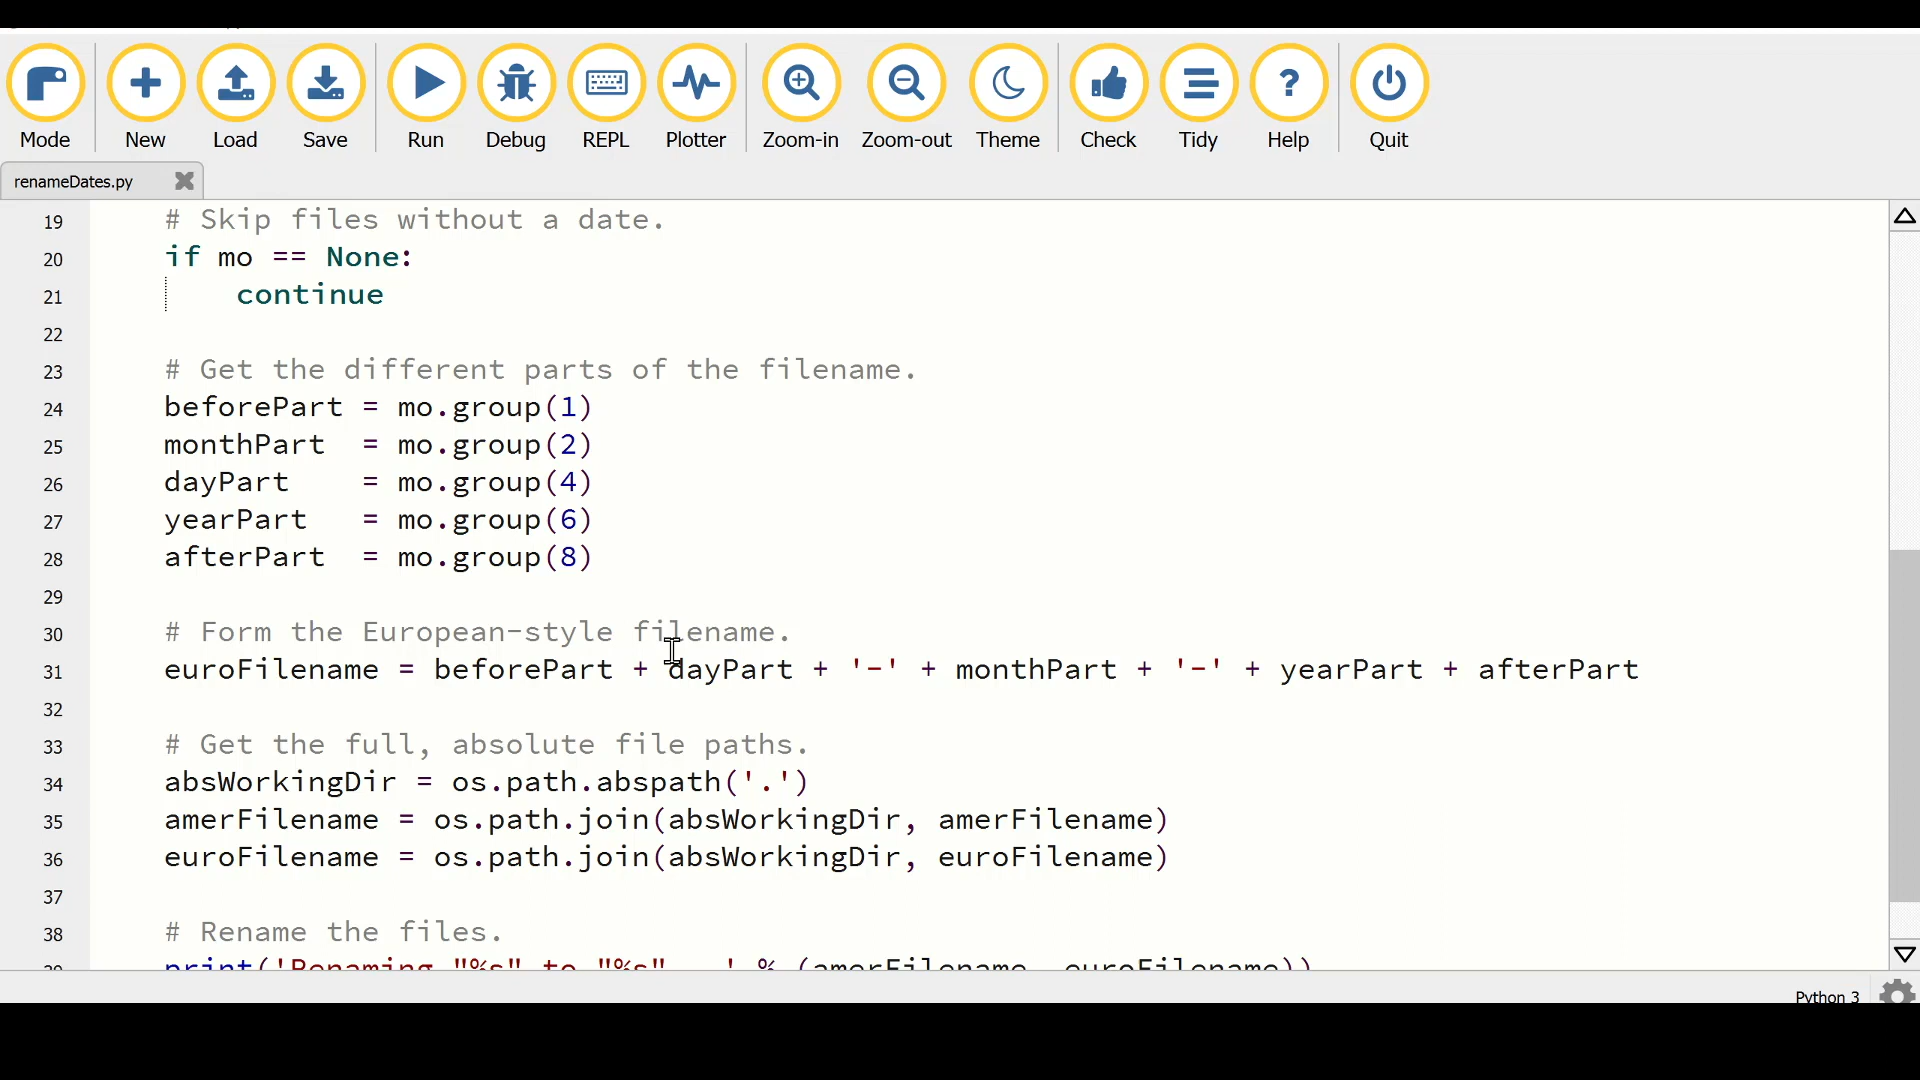 Mode New Load Save Run Debug REPL Plotter Zoom-in Zoom-out Theme Check Tidy Help Quit
renameDates.py
19 # Skip files without a date.
20 if mo == None:
21 continue
22
23 # Get the different parts of the filename.
24 beforePart = mo.group(1)
25 monthPart = mo.group(2)
26 dayPart = mo.group(4)
27 yearPart = mo.group(6)
28 afterPart = mo.group(8)
29
30 # Form the European-style filename.
31 euroFilename = beforePart + dayPart + '-' + monthPart + '-' + yearPart + afterPart
32
33 # Get the full, absolute file paths.
34 absWorkingDir = os.path.abspath('.')
35 amerFilename = os.path.join(absWorkingDir, amerFilename)
36 euroFilename = os.path.join(absWorkingDir, euroFilename)
37
38 # Rename the files.
print('Renaming "%s" to "%s"...' % (amerFilename, euroFilename))
Python 3